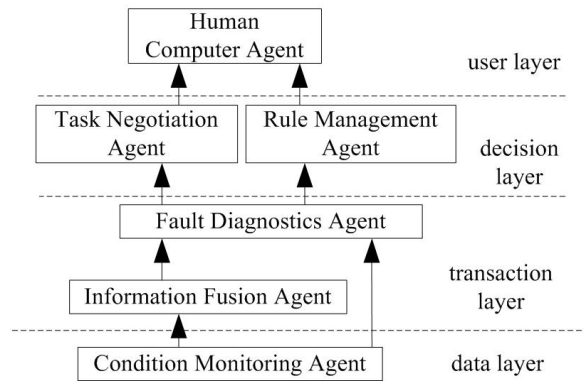 Human
Computer Agent
user layer
Task Negotiation
Agent
Rule Management
Agent
decision
layer
Fault Diagnostics Agent
Information Fusion Agent
transaction
layer
Condition Monitoring Agent
data layer